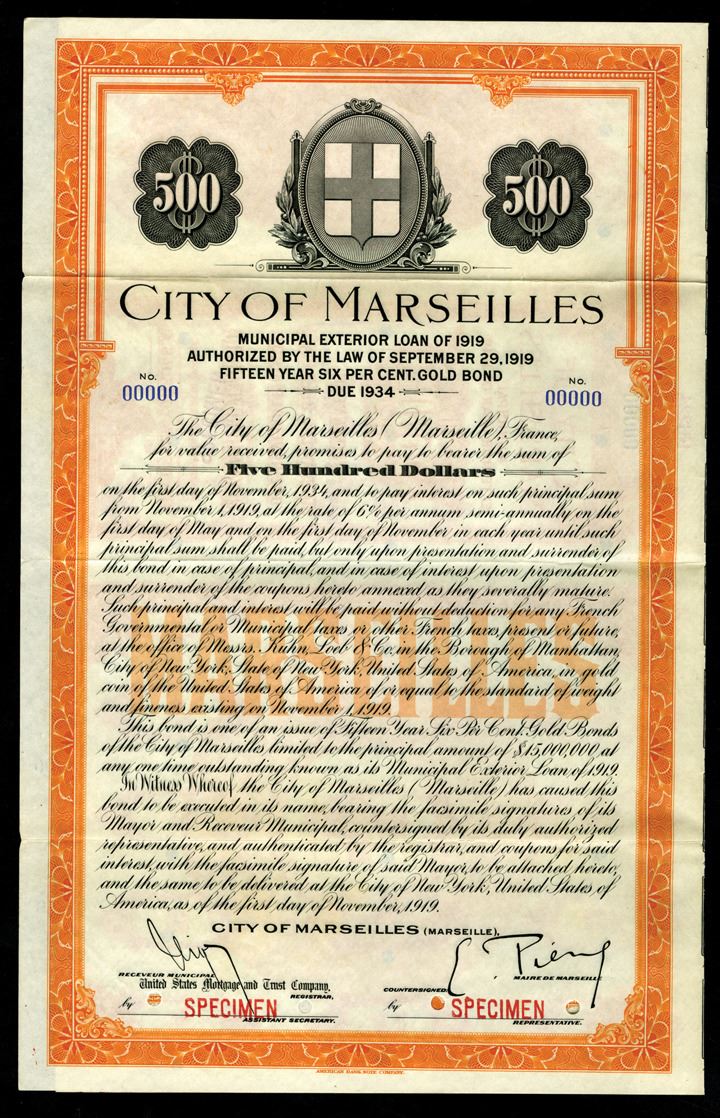 500 500
CITY OF MARSEILLES
MUNICIPAL EXTERIOR LOAN OF 1919
AUTHORIZED BY THE LAW OF SEPTEMBER 29, 1919
FIFTEEN YEAR SIX PER CENT. GOLD BOND
DUE 1934
No. 00000
No. 00000
The City of Marseilles (Marseille), France,
for value received, promises to pay to bearer the sum of
Five Hundred Dollars
on the first day of November, 1934, and to pay interest on such principal sum
from November 1, 1919, at the rate of 6% per annum semi-annually on the
first day of May and on the first day of November in each year until such
principal sum shall be paid, but only upon presentation and surrender of
this bond in case of principal, and in case of interest upon presentation
and surrender of the coupons hereto annexed, as they severally mature.
Such principal and interest will be paid without deduction for any French
Governmental or Municipal taxes or other French taxes, present or future,
at the office of Messrs. Kuhn, Loeb & Co., in the Borough of Manhattan,
City of New York, State of New York, United States of America, in gold
coin of the United States of America, of or equal to the standard of weight
and fineness existing on November 1, 1919.
MARSEILLES
This bond is one of an issue of Fifteen Year Six Per Cent. Gold Bonds
of the City of Marseilles, limited to the principal amount of $15,000,000, at
any one time outstanding known as its Municipal Exterior Loan of 1919.
In Witness Whereof, the City of Marseilles (Marseille) has caused this
bond to be executed in its name, bearing the facsimile signatures of its
Mayor and Receveur Municipal, countersigned by its duly authorized
representative, and authenticated by the registrar, and coupons for said
interest, with the facsimile signature of said Mayor, to be attached hereto,
and the same to be delivered at the City of New York, United States of
America, as of the first day of November, 1919.
CITY OF MARSEILLES (MARSEILLE),
RECEVEUR MUNICIPAL
MAIRE DE MARSEILLE
United States Mortgage and Trust Company,
REGISTRAR,
COUNTERSIGNED:
by SPECIMEN
by SPECIMEN
ASSISTANT SECRETARY.
REPRESENTATIVE.
AMERICAN BANK NOTE COMPANY.